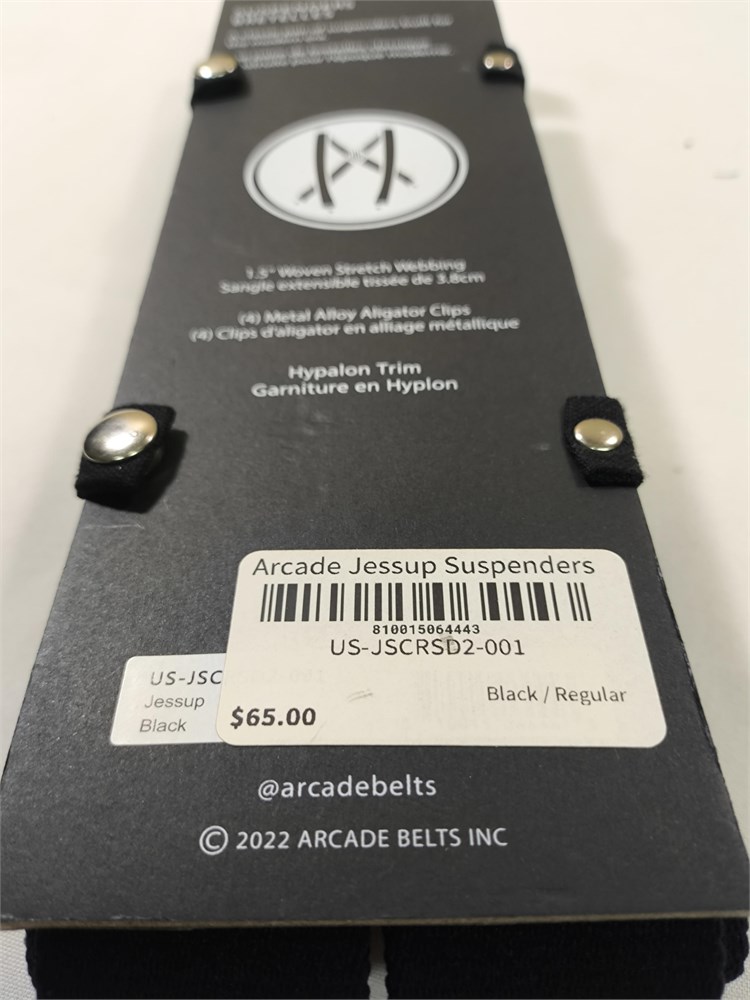 1.5" Woven Stretch Webbing
Sangle extensible tissée de 3.8cm
(4) Metal Alloy Aligator Clips
(4) Clips d'aligator en alliage métallique
Hypalon Trim
Garniture en Hyplon
Arcade Jessup Suspenders
810015064443
US-JSCRSD2-001
Black / Regular
$65.00
US-JSC
Jessup
Black
@arcadebelts
© 2022 ARCADE BELTS INC